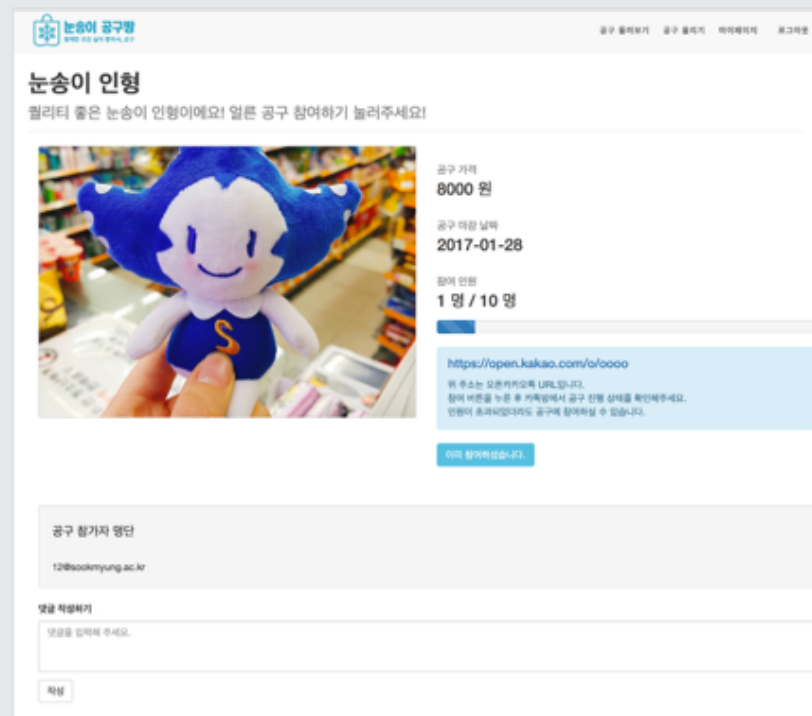 눈송이 공구팡
공구 둘러보기 공구 올리기 마이페이지 로그아웃
눈송이 인형
퀄리티 좋은 눈송이 인형이에요! 얼른 공구 참여하기 눌러주세요!
공구 가격
8000 원
공구 마감 날짜
2017-01-28
참여 인원
1 명 / 10 명
https://open.kakao.com/o/oooo
위 주소는 오픈카카오톡 URL입니다.
참여 버튼을 누른 후 카톡방에서 공구 진행 상태를 확인해주세요.
인원이 초과되었더라도 공구에 참여하실 수 있습니다.
이미 참여하셨습니다.
S
공구 참가자 명단
12@sookmyung.ac.kr
댓글 작성하기
댓글을 입력해 주세요.
작성